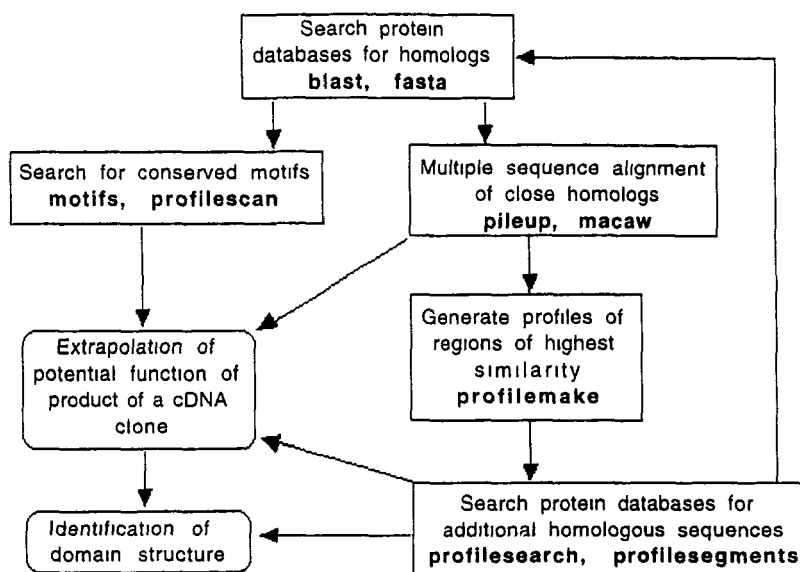 Search protein
databases for homologs
blast, fasta
Search for conserved motifs
motifs, profilescan
Multiple sequence alignment
of close homologs
pileup, macaw
Extrapolation of
potential function of
product of a cDNA
clone
Generate profiles of
regions of highest
similarity
profilemake
Identification of
domain structure
Search protein databases for
additional homologous sequences
profilesearch, profilesegments